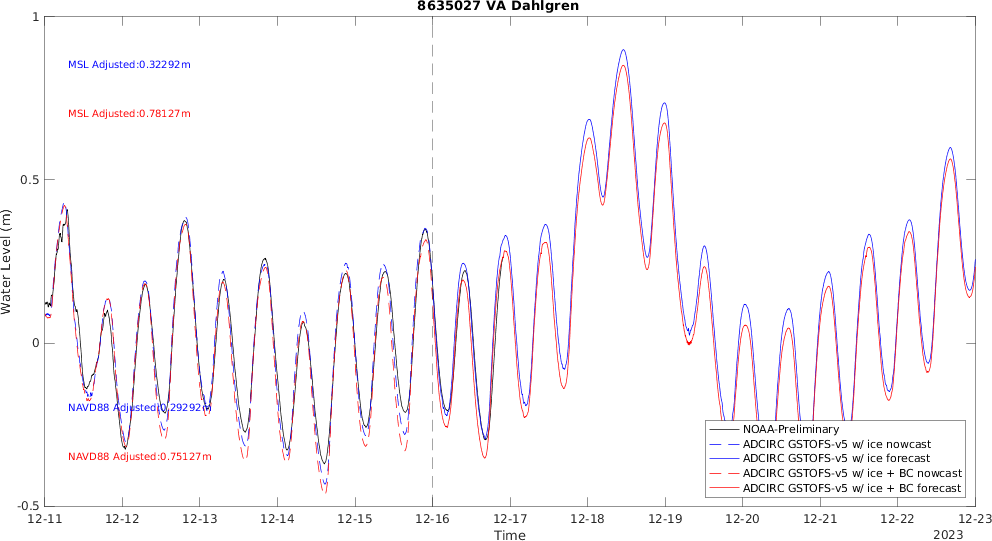 8635027 VA Dahlgren
1
MSL Adjusted:0.32292m
MSL Adjusted:0.78127m
0.5
Water Level (m)
0
NAVD88 Adjusted:0.29292m
NAVD88 Adjusted:0.75127m
-0.5
NOAA-Preliminary
ADCIRC GSTOFS-v5 w/ ice nowcast
ADCIRC GSTOFS-v5 w/ ice forecast
ADCIRC GSTOFS-v5 w/ ice + BC nowcast
ADCIRC GSTOFS-v5 w/ ice + BC forecast
12-11 12-12 12-13 12-14 12-15 12-16 12-17 12-18 12-19 12-20 12-21 12-22 12-23
Time
2023